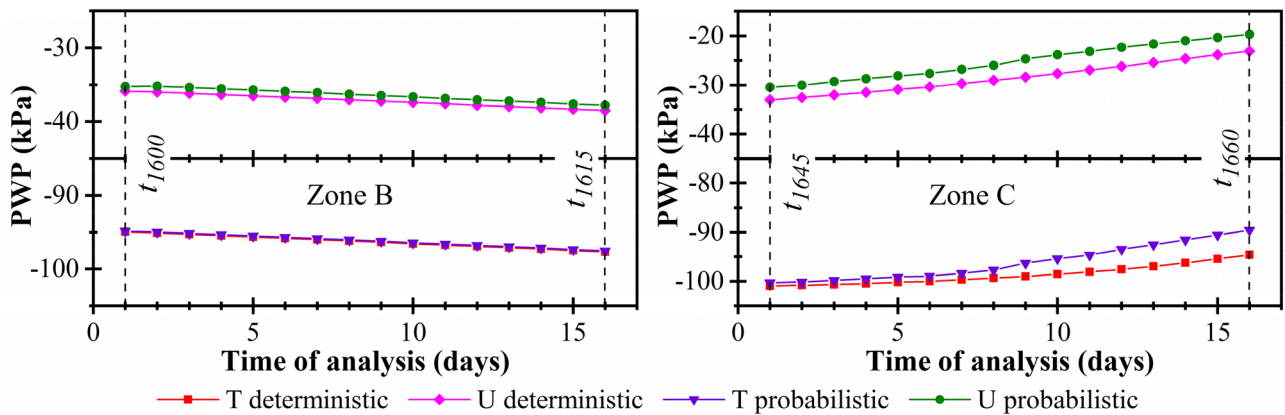 -30
-40
-90
-100
PWP (kPa)
t1600
t1615
Zone B
0 5 10 15
Time of analysis (days)
-20
-30
-40
-80
-90
-100
PWP (kPa)
t1645
t1660
Zone C
0 5 10 15
Time of analysis (days)
T deterministic U deterministic T probabilistic U probabilistic